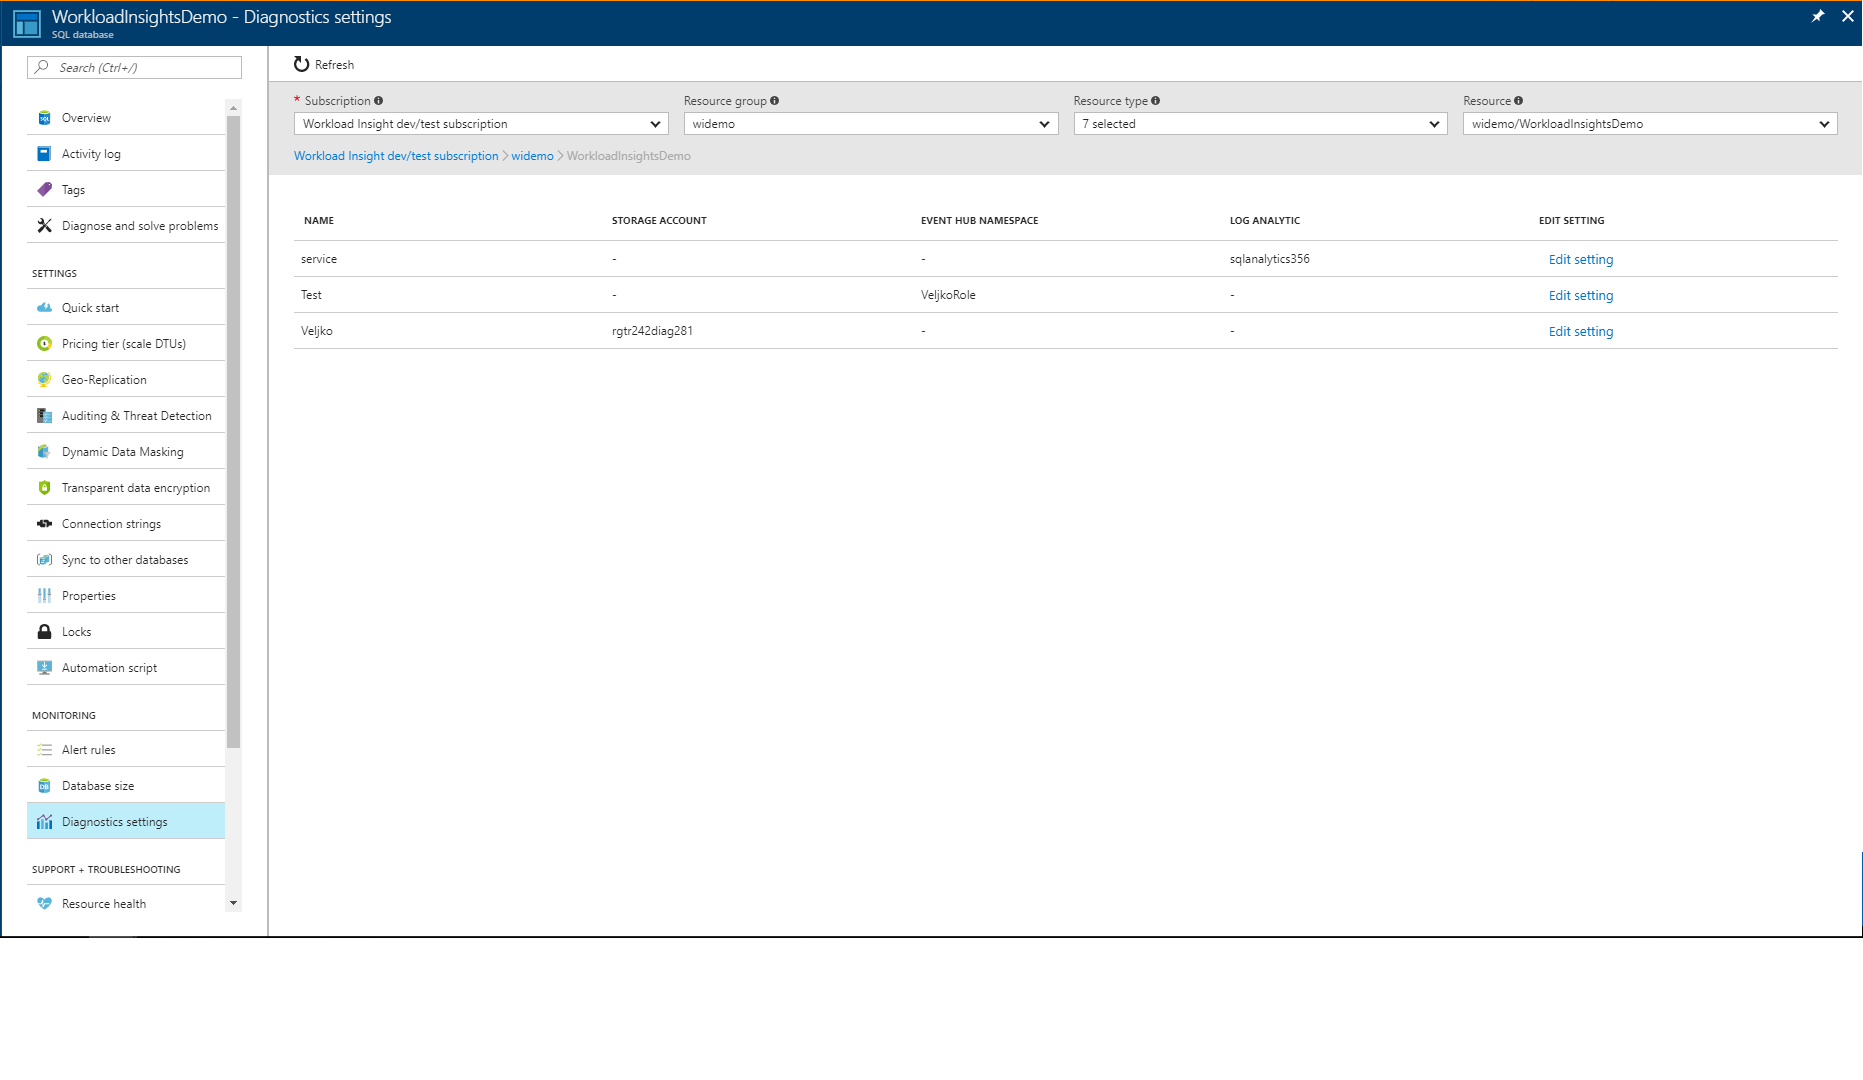 WorkloadInsightsDemo - Diagnostics settings
SQL database
Search (Ctrl+/)
Overview
Activity log
Tags
Diagnose and solve problems
SETTINGS
Quick start
Pricing tier (scale DTUs)
Geo-Replication
Auditing & Threat Detection
Dynamic Data Masking
Transparent data encryption
Connection strings
Sync to other databases
Properties
Locks
Automation script
MONITORING
Alert rules
Database size
Diagnostics settings
SUPPORT + TROUBLESHOOTING
Resource health
Refresh
* Subscription Resource group Resource type Resource
Workload Insight dev/test subscription widemo 7 selected widemo/WorkloadInsightsDemo
Workload Insight dev/test subscription > widemo > WorkloadInsightsDemo
NAME STORAGE ACCOUNT EVENT HUB NAMESPACE LOG ANALYTIC EDIT SETTING
service - - sqlanalytics356 Edit setting
Test - VeljkoRole - Edit setting
Veljko rgtr242diag281 - - Edit setting